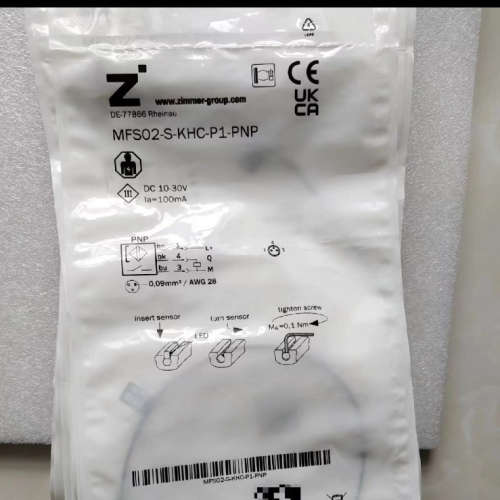 Z
CE
www.zimmer-group.com
UK
CA
DE-77866 Rheinau
MFS02-S-KHC-P1-PNP
DC 10-30V
Ia=100mA
PNP
bn 1 L+
bk 4 Q
bu 3 M
0,09mm² / AWG 28
insert sensor
turn sensor
tighten screw
LED
MA=0,1 Nm
MFS02-S-KHC-P1-PNP